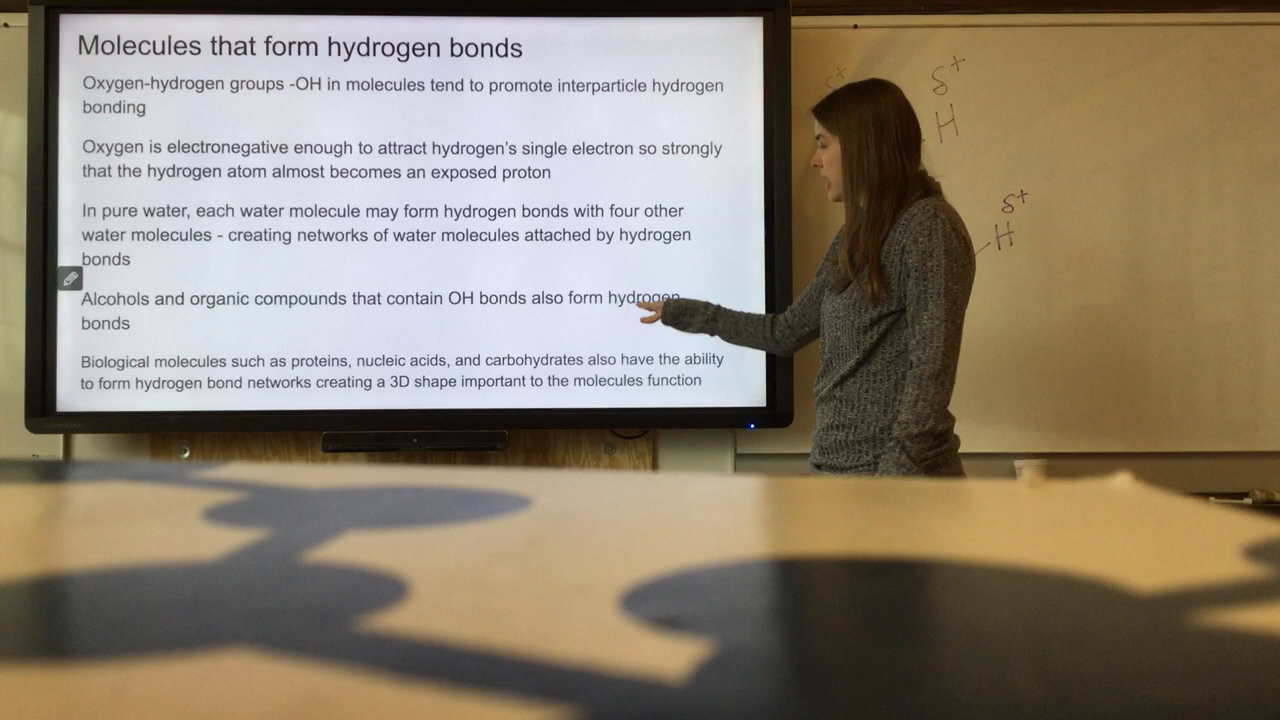 Molecules that form hydrogen bonds
Oxygen-hydrogen groups -OH in molecules tend to promote interparticle hydrogen
bonding
Oxygen is electronegative enough to attract hydrogen's single electron so strongly
that the hydrogen atom almost becomes an exposed proton
In pure water, each water molecule may form hydrogen bonds with four other
water molecules - creating networks of water molecules attached by hydrogen
bonds
Alcohols and organic compounds that contain OH bonds also form hydrogen
bonds
Biological molecules such as proteins, nucleic acids, and carbohydrates also have the ability
to form hydrogen bond networks creating a 3D shape important to the molecules function
δ+
δ+
H
δ+
H